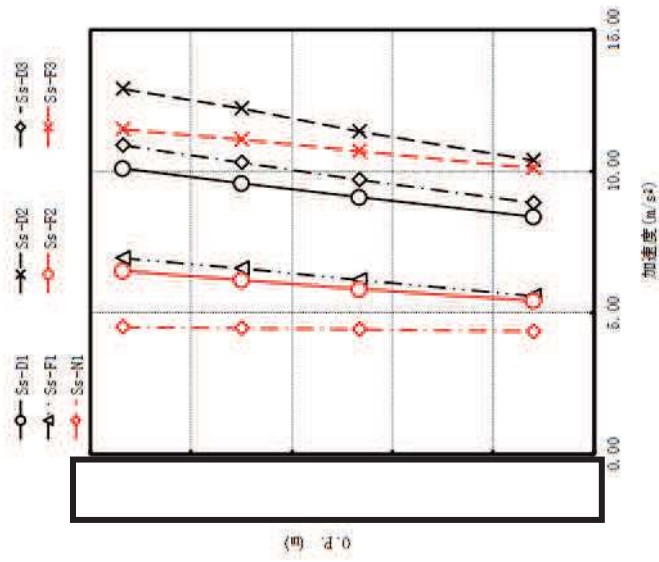 Ss-D1 Ss-D2 Ss-D3
Ss-F1 Ss-F2 Ss-F3
Ss-N1
O.P. (m)
0.00 5.00 10.00 15.00
加速度(m/s²)